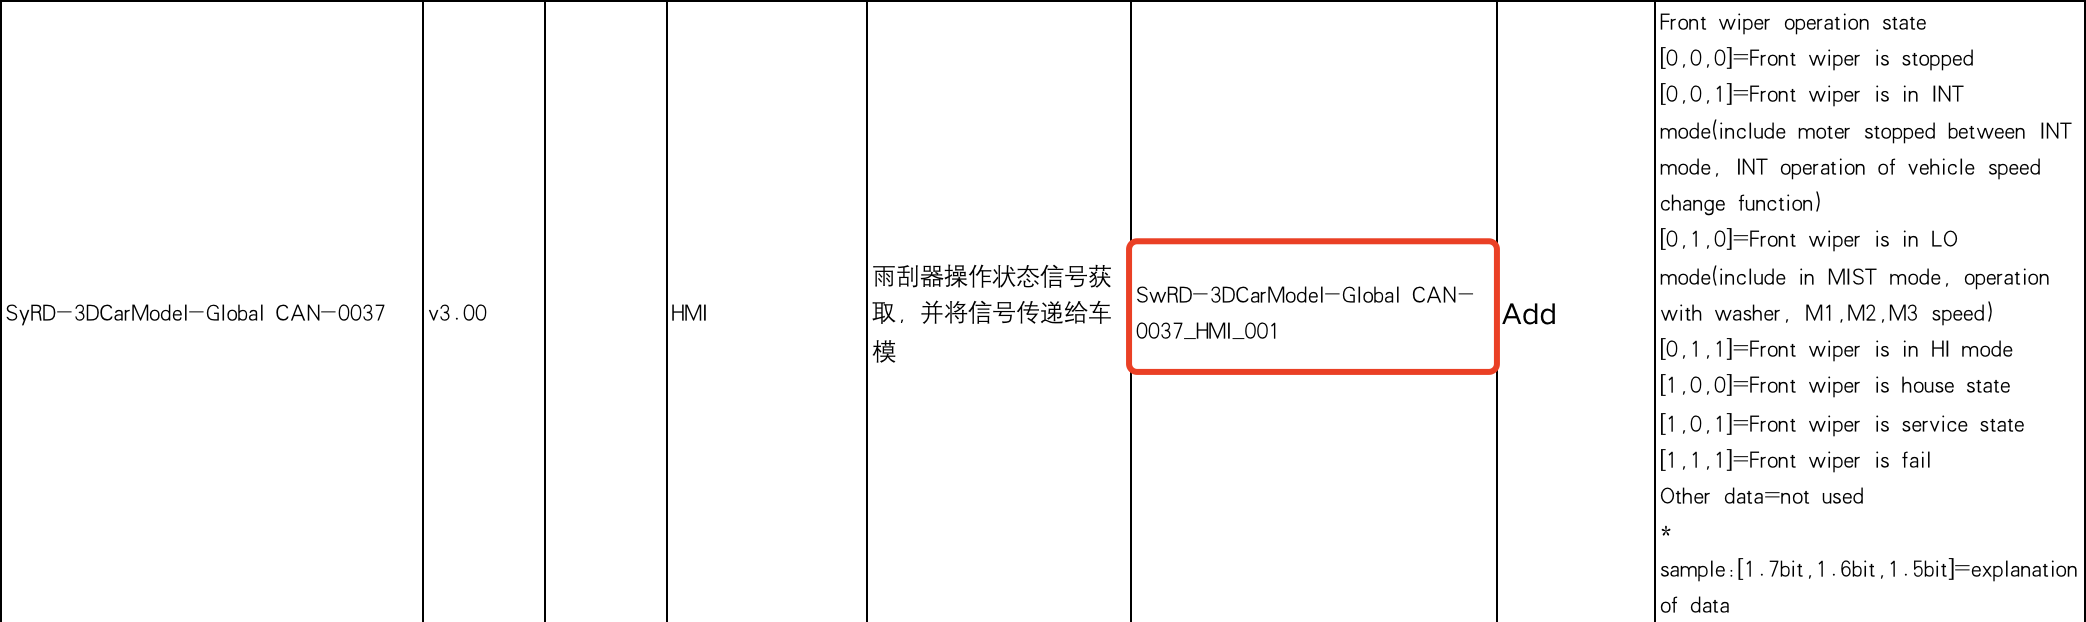 SyRD-3DCarModel-Global CAN-0037
v3.00
HMI
雨刮器操作状态信号获
取，并将信号传递给车
模
SwRD-3DCarModel-Global CAN-
0037_HMI_001
Add
Front wiper operation state
[0,0,0]=Front wiper is stopped
[0,0,1]=Front wiper is in INT
mode(include moter stopped between INT
mode, INT operation of vehicle speed
change function)
[0,1,0]=Front wiper is in LO
mode(include in MIST mode, operation
with washer, M1,M2,M3 speed)
[0,1,1]=Front wiper is in HI mode
[1,0,0]=Front wiper is house state
[1,0,1]=Front wiper is service state
[1,1,1]=Front wiper is fail
Other data=not used
*
sample:[1.7bit,1.6bit,1.5bit]=explanation
of data